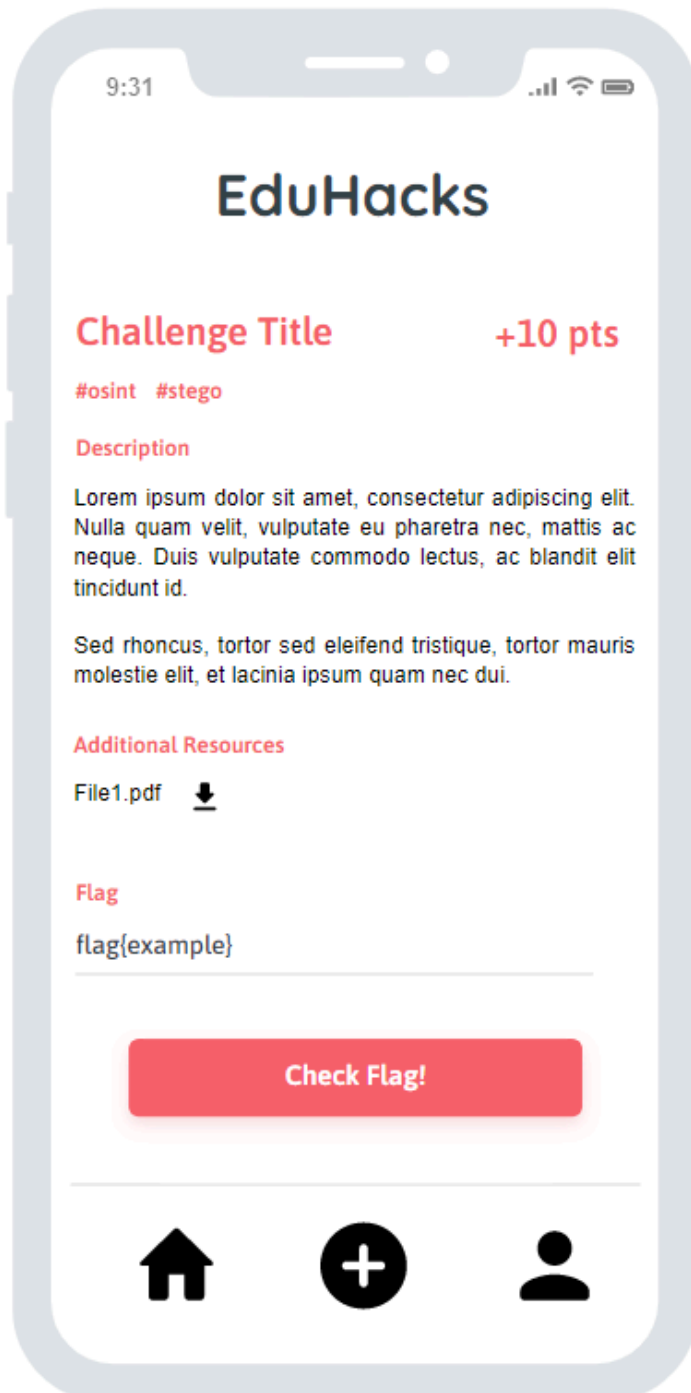 9:31
EduHacks
Challenge Title +10 pts
#osint #stego
Description
Lorem ipsum dolor sit amet, consectetur adipiscing elit.
Nulla quam velit, vulputate eu pharetra nec, mattis ac
neque. Duis vulputate commodo lectus, ac blandit elit
tincidunt id.
Sed rhoncus, tortor sed eleifend tristique, tortor mauris
molestie elit, et lacinia ipsum quam nec dui.
Additional Resources
File1.pdf
Flag
flag{example}
Check Flag!